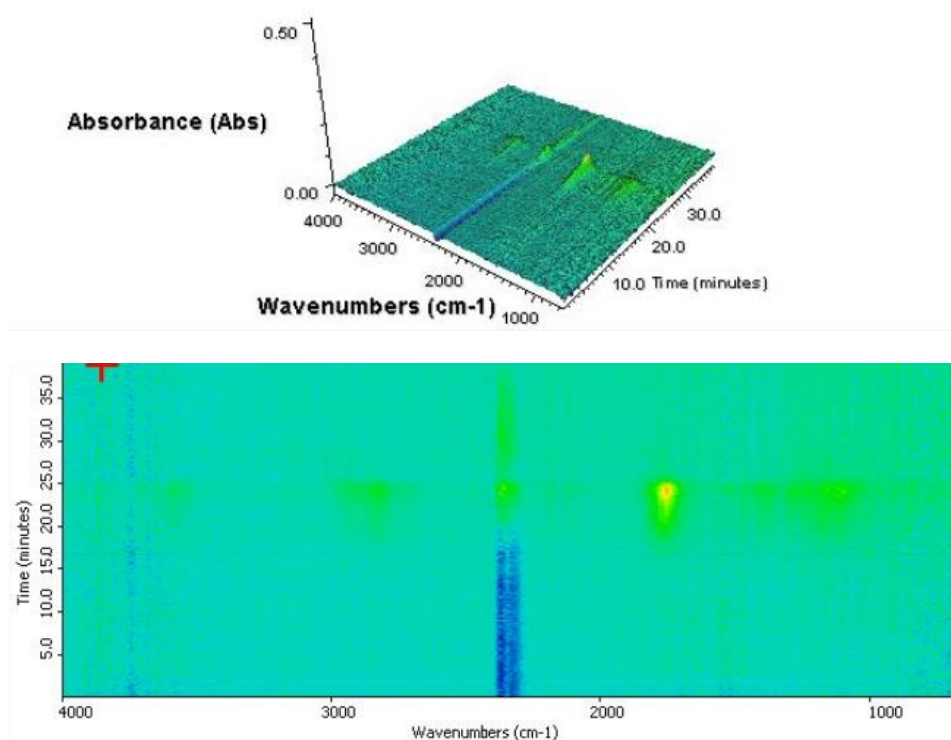 0.50
Absorbance (Abs)
0.00
4000
3000
2000
1000
Wavenumbers (cm-1)
30.0
20.0
10.0 Time (minutes)
35.0
30.0
25.0
20.0
15.0
10.0
5.0
Time (minutes)
4000 3000 2000 1000
Wavenumbers (cm-1)